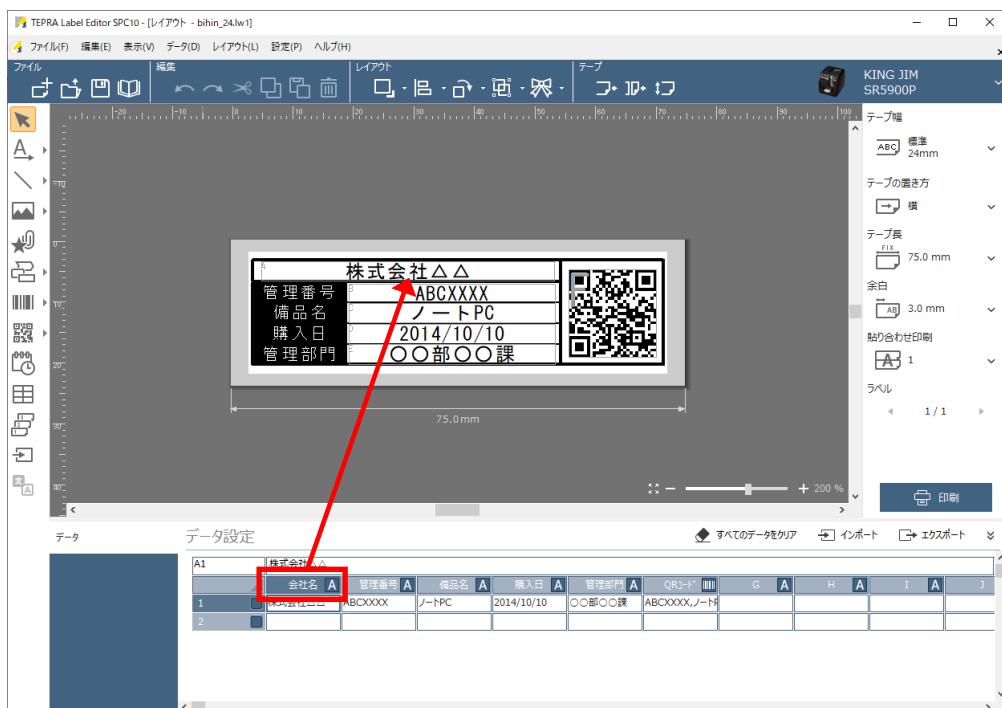 TEPRA Label Editor SPC10 - [レイアウト - bihin_24.lw1]
ファイル(F) 編集(E) 表示(V) データ(D) レイアウト(L) 設定(P) ヘルプ(H)
ファイル 編集 レイアウト テープ
KING JIM
SR5900P
テープ幅
標準
24mm
テープの置き方
横
テープ長
75.0 mm
余白
3.0 mm
貼り合わせ印刷
1
ラベル
1 / 1
印刷
株式会社△△
管理番号 ABCXXXX
備品名 ノートPC
購入日 2014/10/10
管理部門 〇〇部〇〇課
75.0mm
200 %
データ
データ設定
すべてのデータをクリア インポート エクスポート
A1 株式会社△△
会社名 A 管理番号 A 備品名 A 購入日 A 管理部門 A QRコード G A H A I A J
1 株式会社△△ ABCXXXX ノートPC 2014/10/10 〇〇部〇〇課 ABCXXXX,ノートP
2